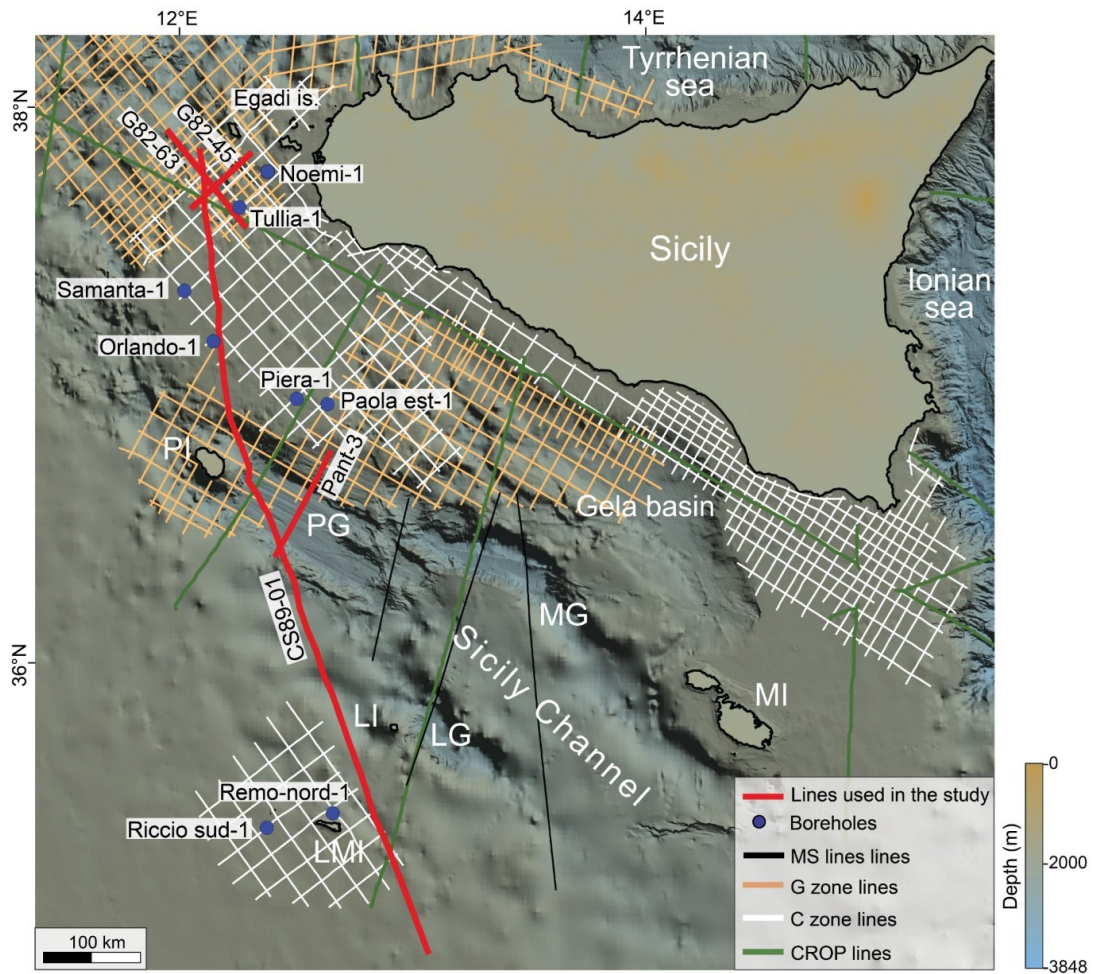 12°E
14°E
Tyrrhenian
sea
38°N
Egadi is.
G82-63
G82-45
Noemi-1
Tullia-1
Sicily
Ionian
sea
Samanta-1
Orlando-1
Piera-1
Paola est-1
PI
Pant-3
Gela basin
PG
CS89-01
MG
36°N
Sicily Channel
MI
LI
LG
Remo-nord-1
Riccio sud-1
LMI
Lines used in the study
Boreholes
MS lines lines
G zone lines
C zone lines
CROP lines
0
2000
3848
Depth (m)
100 km